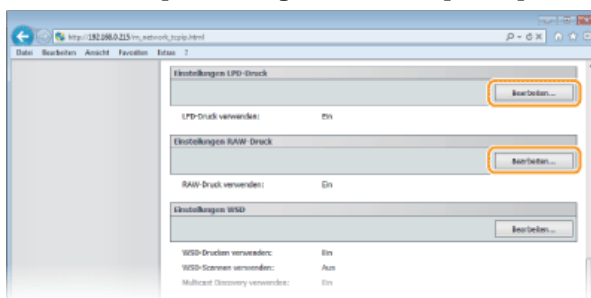 http://192.168.0.215/m_network_tcpip.html
Datei Bearbeiten Ansicht Favoriten Extras ?
Einstellungen LPD-Druck
Bearbeiten...
LPD-Druck verwenden: Ein
Einstellungen RAW-Druck
Bearbeiten...
RAW-Druck verwenden: Ein
Einstellungen WSD
Bearbeiten...
WSD-Drucken verwenden: Ein
WSD-Scannen verwenden: Aus
Multicast Discovery verwenden: Ein